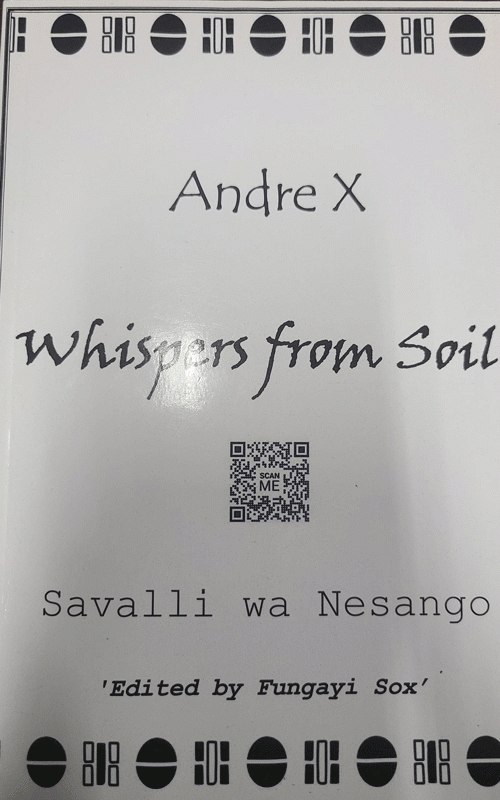 Andre X
Whispers from Soil
SCAN
ME
Savalli wa Nesango
'Edited by Fungayi Sox'